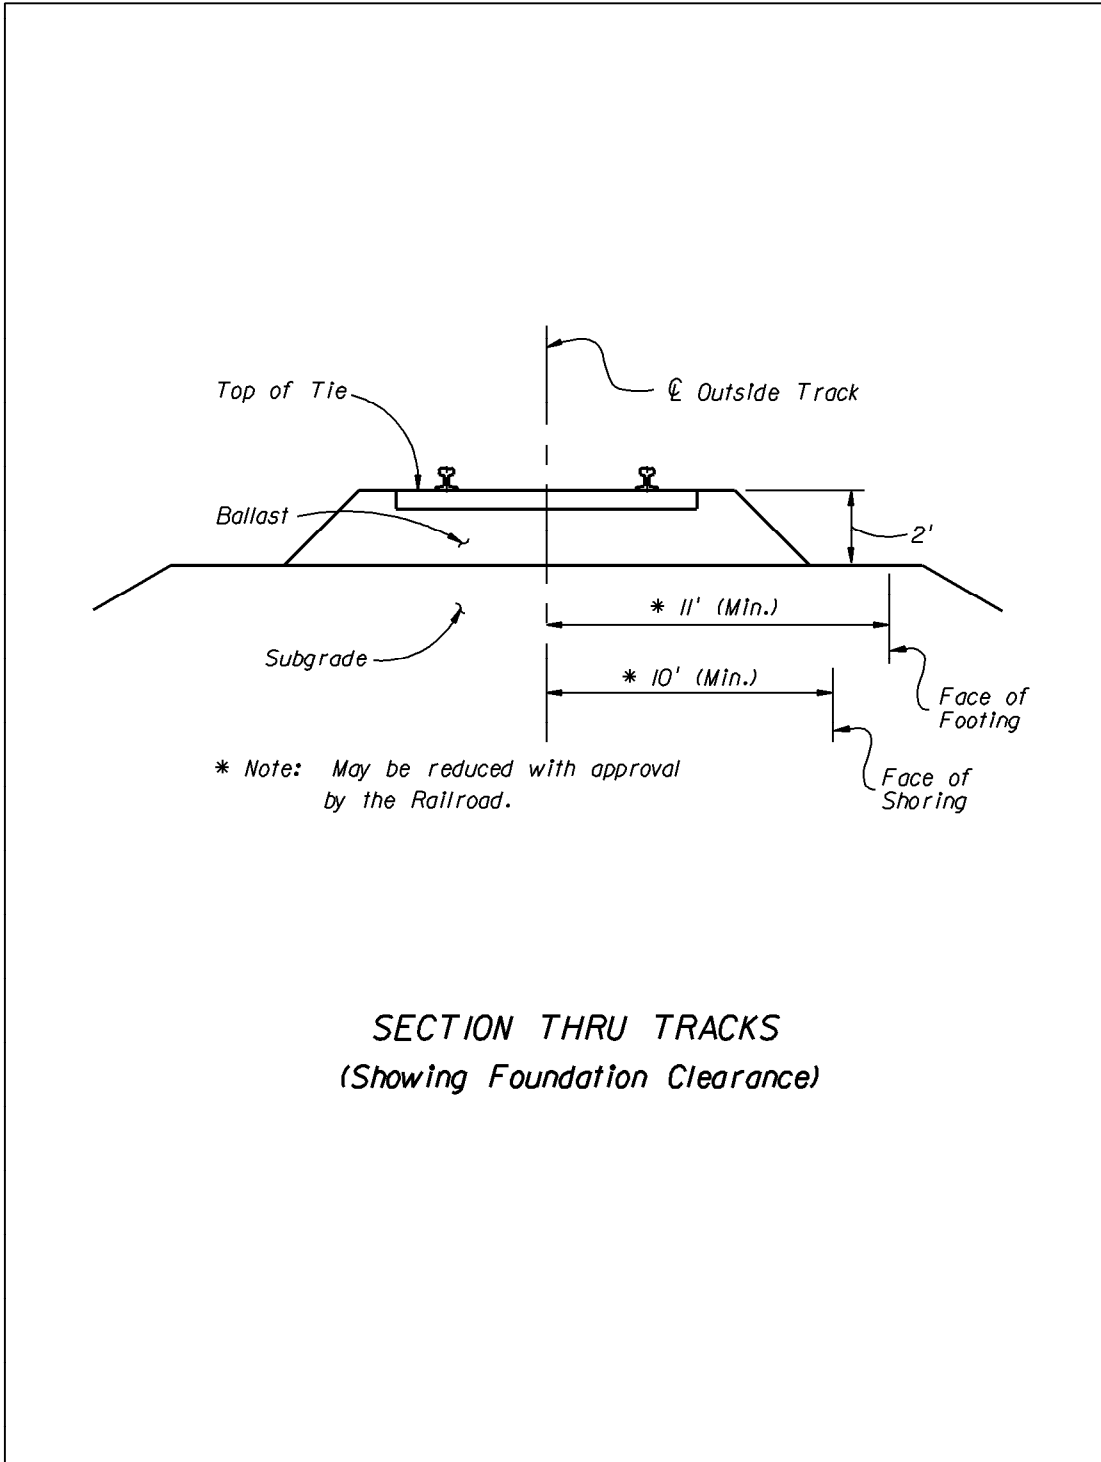 Top of Tie
℄ Outside Track
Ballast
2'
* 11' (Min.)
Subgrade
* 10' (Min.)
Face of
Footing
* Note: May be reduced with approval
by the Railroad.
Face of
Shoring
SECTION THRU TRACKS
(Showing Foundation Clearance)